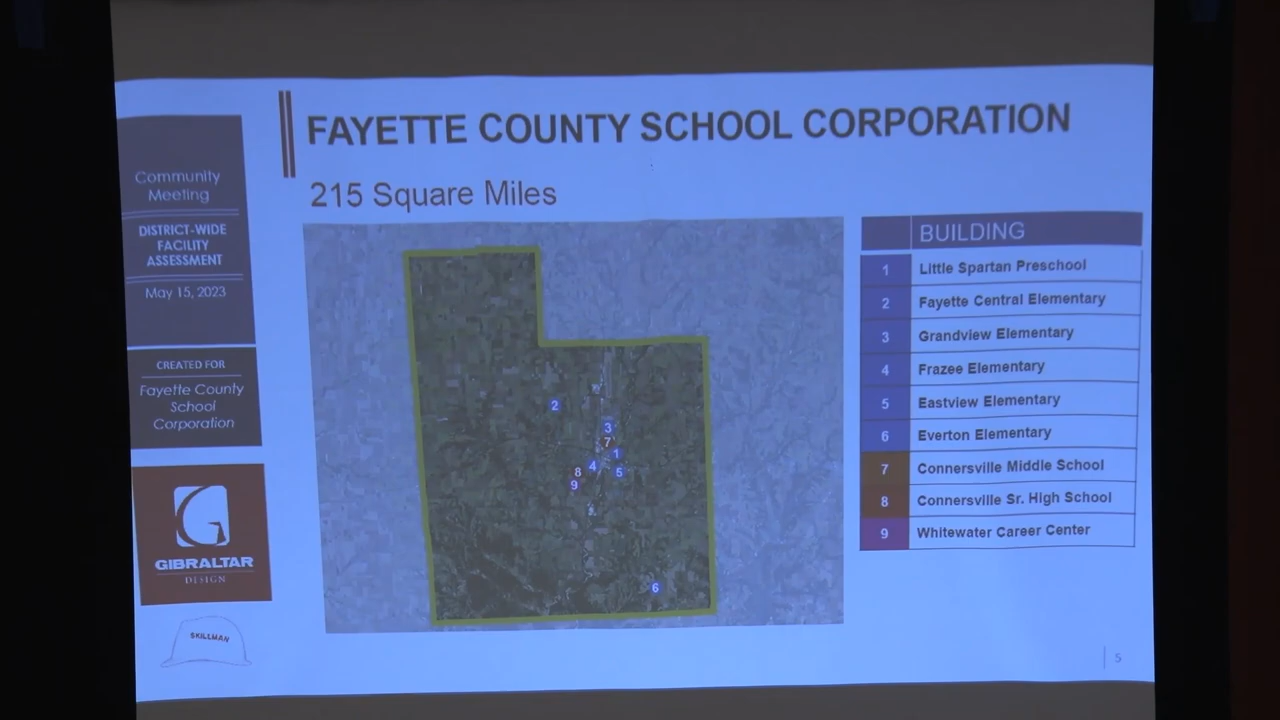 FAYETTE COUNTY SCHOOL CORPORATION
215 Square Miles
Community
Meeting
DISTRICT-WIDE
FACILITY
ASSESSMENT
May 15, 2023
CREATED FOR
Fayette County
School
Corporation
GIBRALTAR
DESIGN
SKILLMAN
2
3
7
1
4
5
8
9
6
BUILDING
1 Little Spartan Preschool
2 Fayette Central Elementary
3 Grandview Elementary
4 Frazee Elementary
5 Eastview Elementary
6 Everton Elementary
7 Connersville Middle School
8 Connersville Sr. High School
9 Whitewater Career Center
5